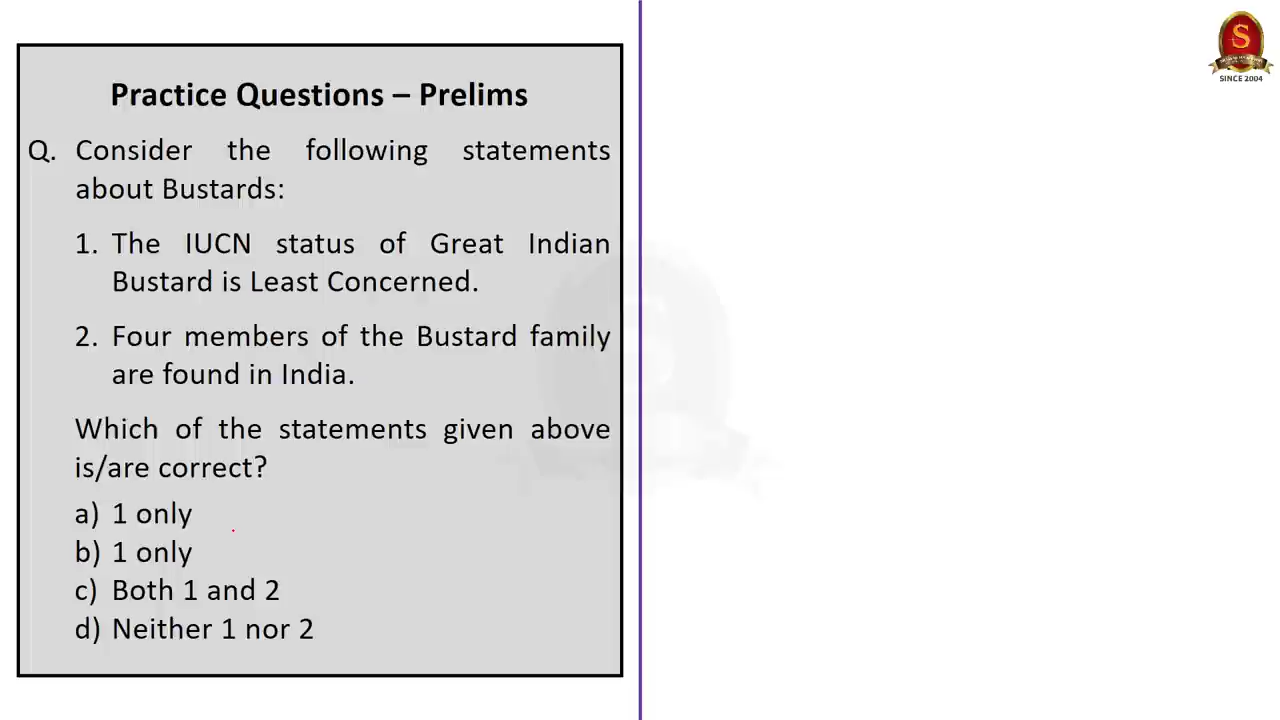 S
SINCE 2004
Practice Questions – Prelims
Q. Consider the following statements
about Bustards:
1. The IUCN status of Great Indian
Bustard is Least Concerned.
2. Four members of the Bustard family
are found in India.
Which of the statements given above
is/are correct?
a) 1 only
b) 1 only
c) Both 1 and 2
d) Neither 1 nor 2